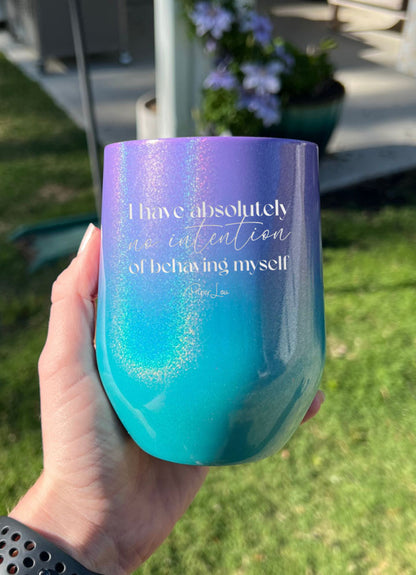 I have absolutely
no intention
of behaving myself